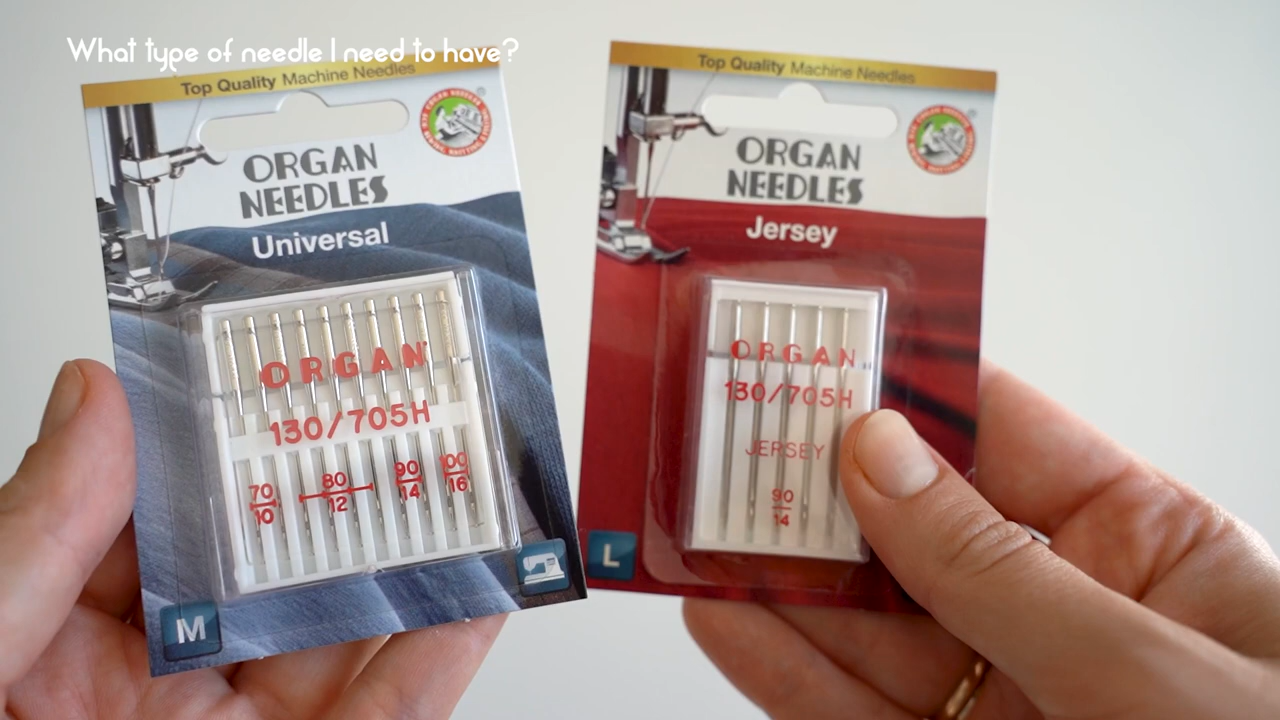 What type of needle I need to have?
Top Quality Machine Needles
ORGAN
NEEDLES
Universal
ORGAN
130/705H
70
10
80
12
90
14
100
16
M
Top Quality Machine Needles
ORGAN
NEEDLES
Jersey
ORGAN
130/705H
JERSEY
90
14
L